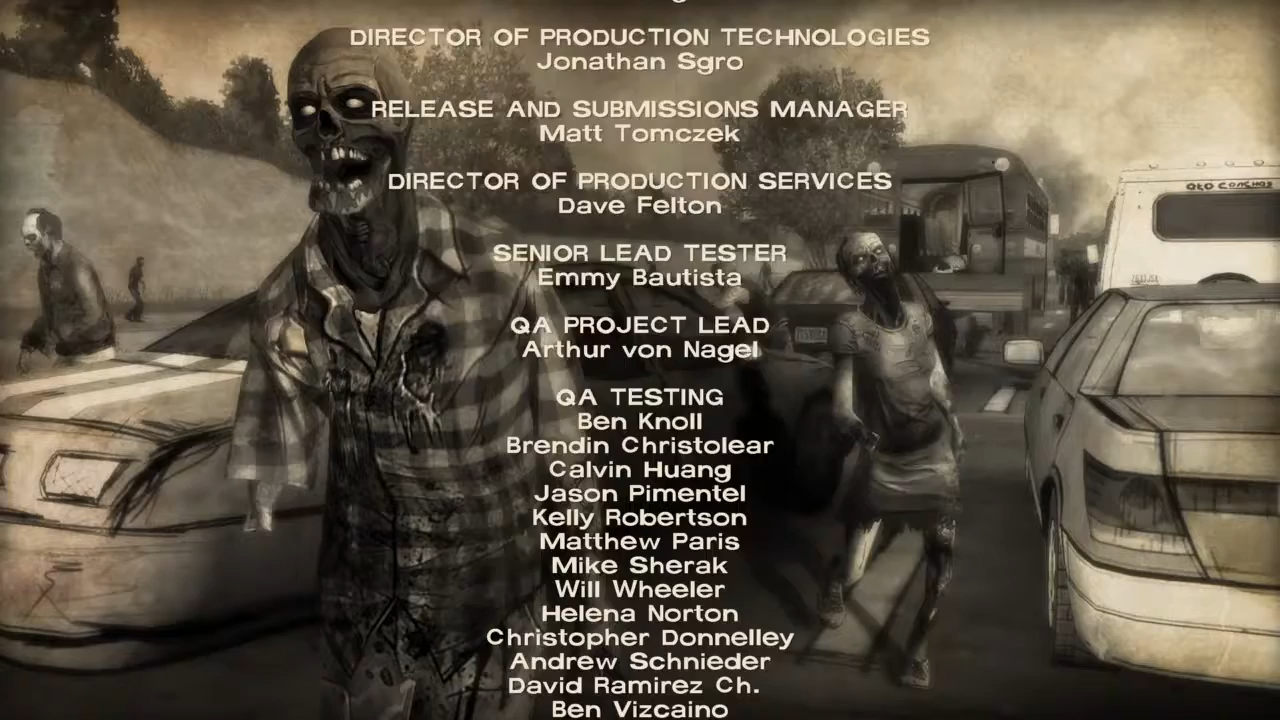 DIRECTOR OF PRODUCTION TECHNOLOGIES
Jonathan Sgro
RELEASE AND SUBMISSIONS MANAGER
Matt Tomczek
DIRECTOR OF PRODUCTION SERVICES
Dave Felton
SENIOR LEAD TESTER
Emmy Bautista
QA PROJECT LEAD
Arthur von Nagel
QA TESTING
Ben Knoll
Brendin Christolear
Calvin Huang
Jason Pimentel
Kelly Robertson
Matthew Paris
Mike Sherak
Will Wheeler
Helena Norton
Christopher Donnelley
Andrew Schnieder
David Ramirez Ch.
Ben Vizcaino